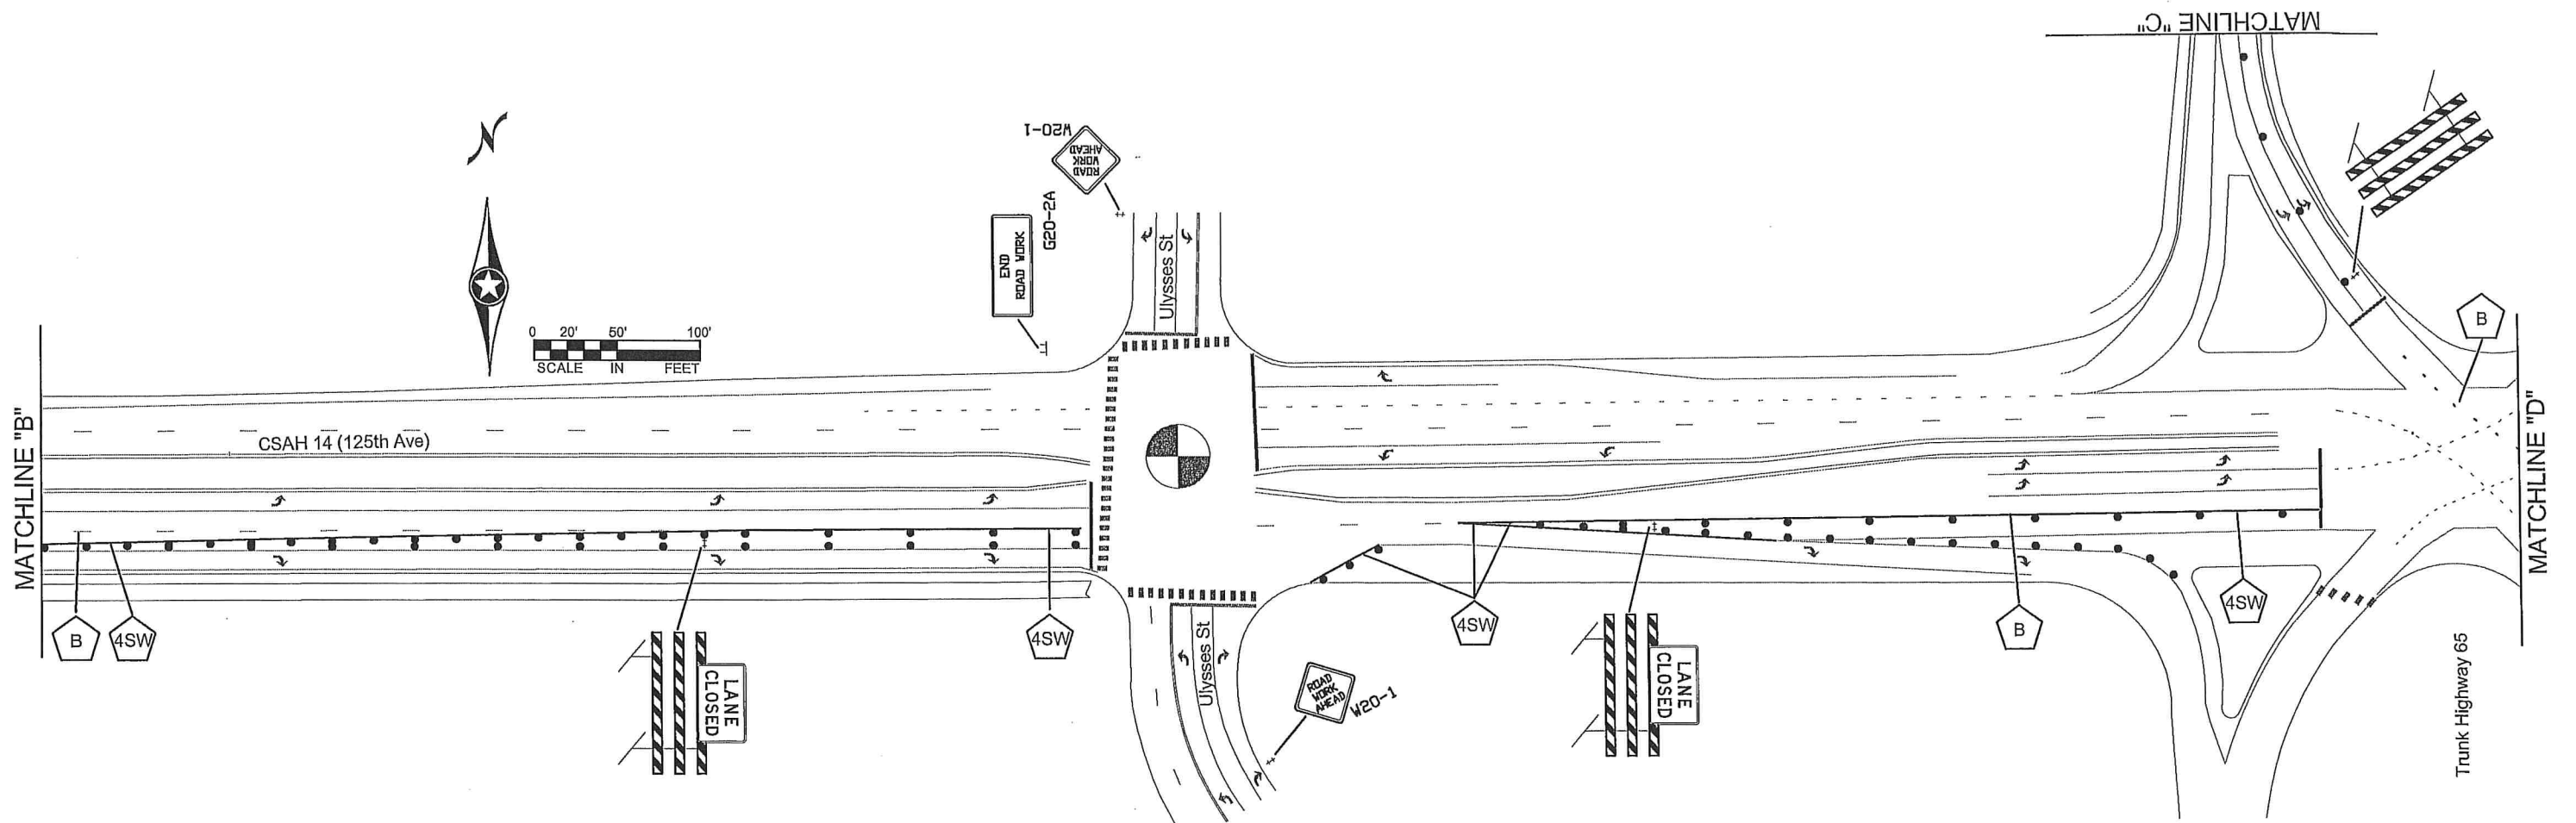 MATCHLINE "C"
N
W20-1
ROAD
WORK
AHEAD
G20-2A
END
ROAD WORK
Ulysses St
0 20' 50' 100'
SCALE IN FEET
B
MATCHLINE "B"
CSAH 14 (125th Ave)
MATCHLINE "D"
B
4SW
4SW
4SW
B
4SW
LANE
CLOSED
Ulysses St
ROAD
WORK
AHEAD
W20-1
LANE
CLOSED
Trunk Highway 65